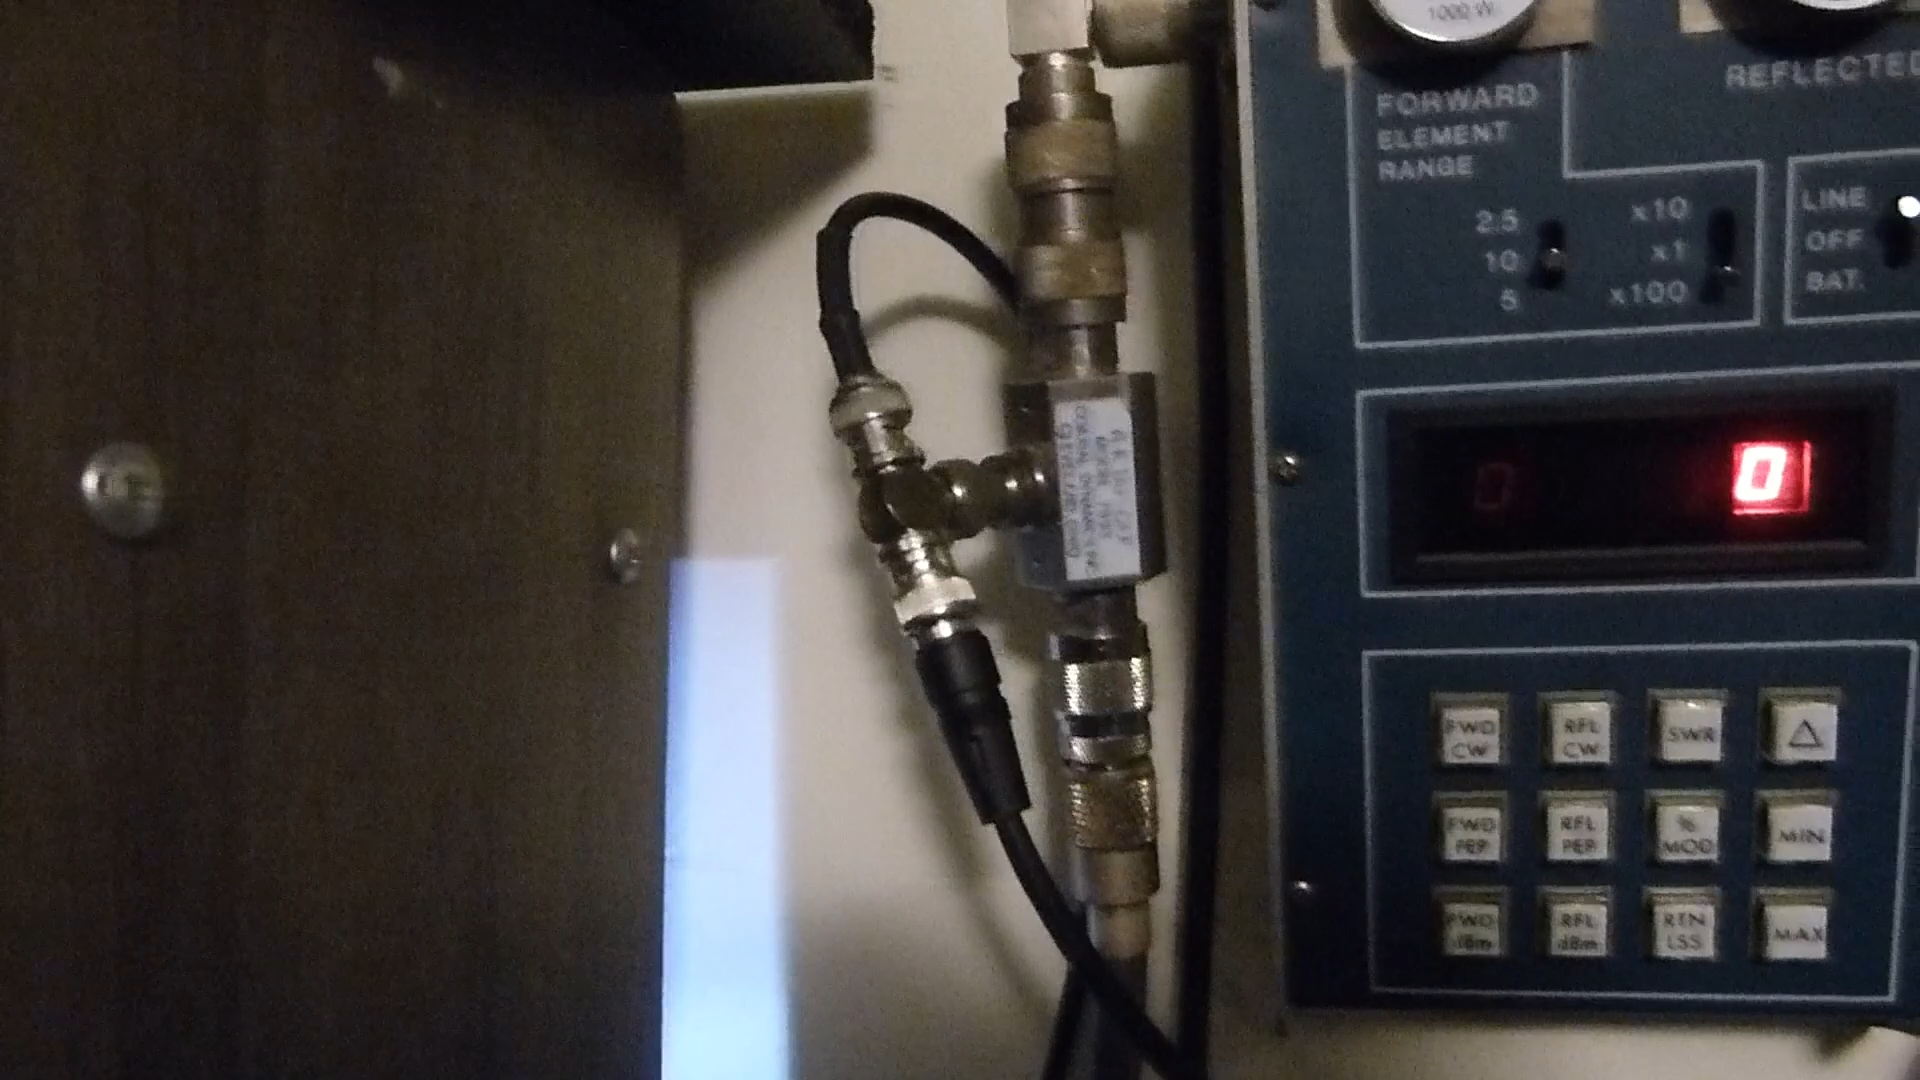 1000 W
REFLECTED
FORWARD
ELEMENT
RANGE
2.5
10
5
x10
x1
x100
LINE
OFF
BAT.
0
0
FWD
CW
RFL
CW
SWR
△
FWD
PEP
RFL
PEP
%
MOD
MIN
FWD
dBm
RFL
dBm
RTN
LSS
MAX